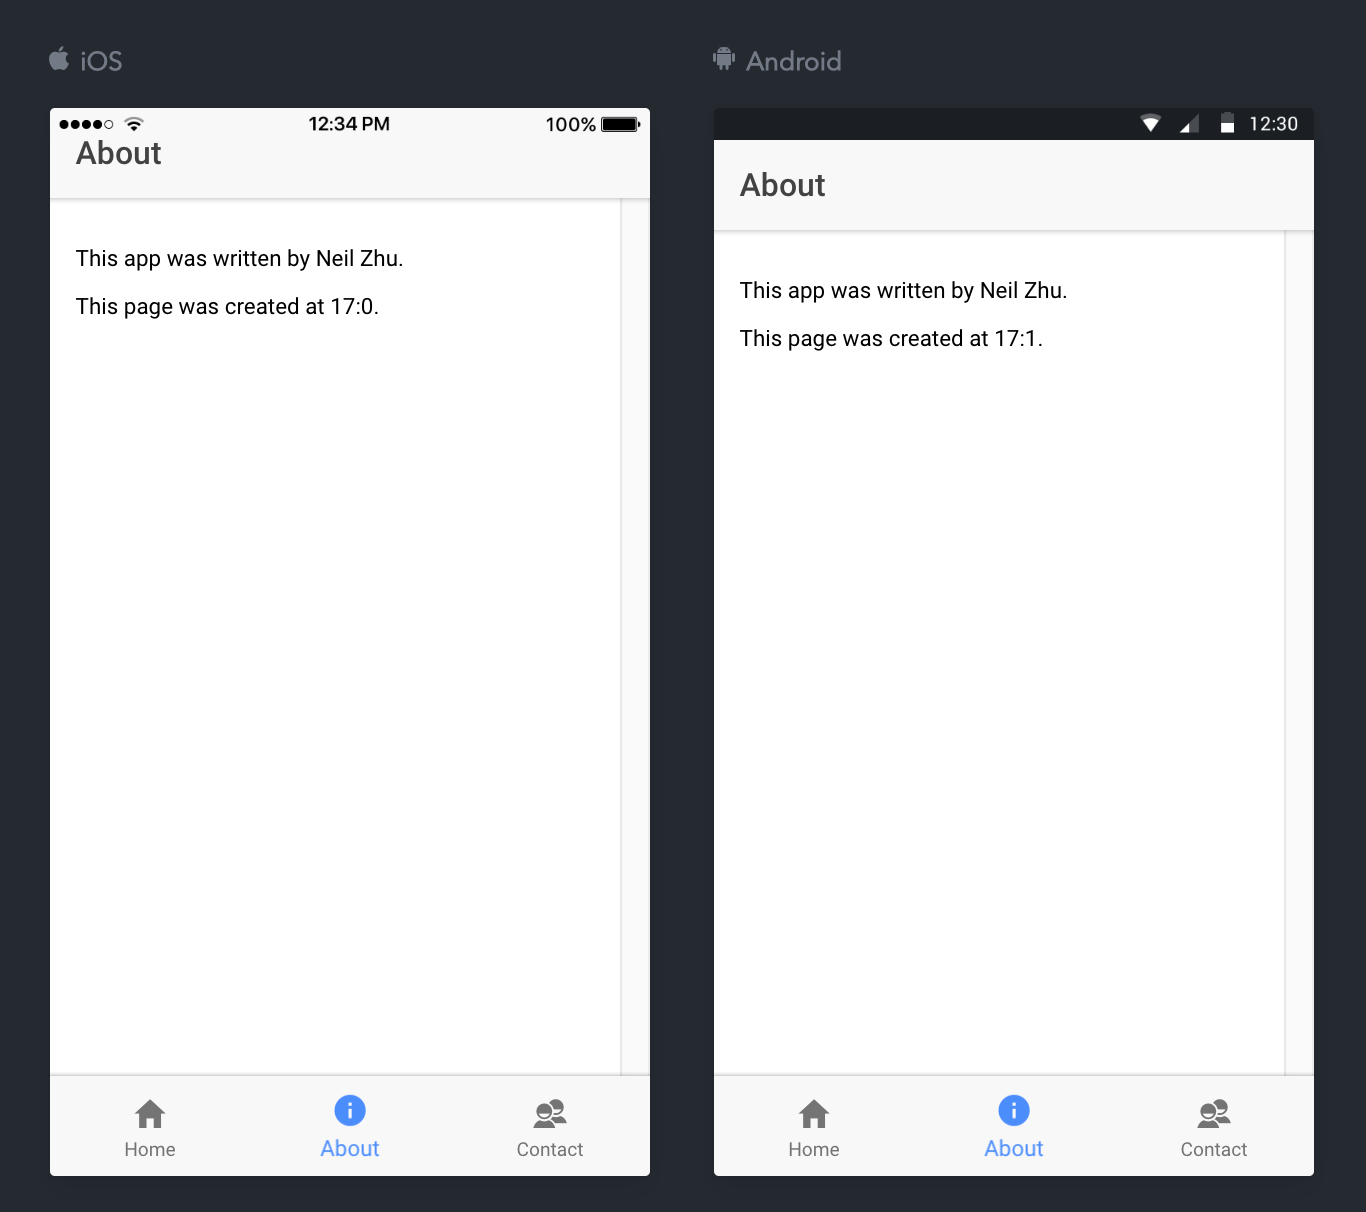 iOS
12:34 PM 100%
About
This app was written by Neil Zhu.
This page was created at 17:0.
Home About Contact
Android
12:30
About
This app was written by Neil Zhu.
This page was created at 17:1.
Home About Contact